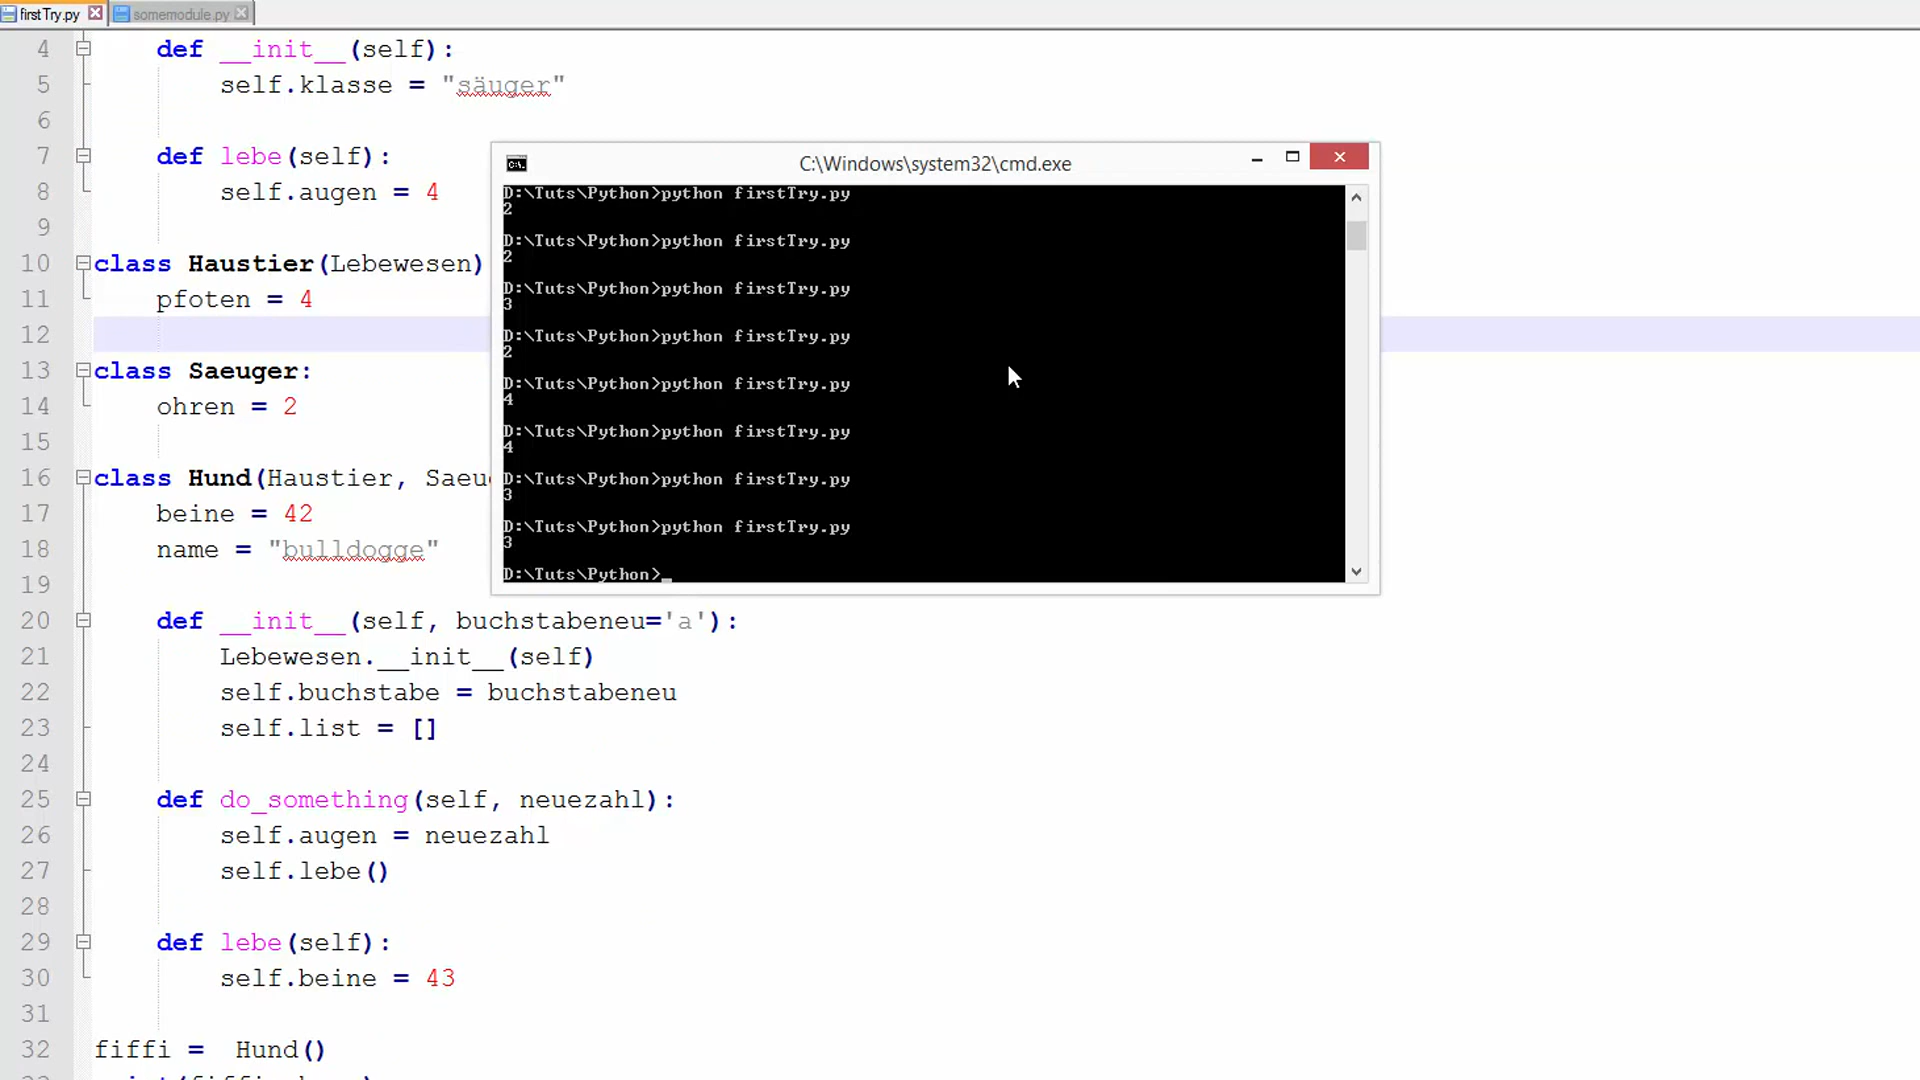 firstTry.py somemodule.py
4 def __init__(self):
5 self.klasse = "säuger"
6
7 def lebe(self):
8 self.augen = 4
9
10 class Haustier(Lebewesen)
11 pfoten = 4
12
13 class Saeuger:
14 ohren = 2
15
16 class Hund(Haustier,
17 beine = 42
18 name = "bulldogge"
19
20 def __init__(self, buchstabeneu='a'):
21 Lebewesen.__init__(self)
22 self.buchstabe = buchstabeneu
23 self.list = []
24
25 def do_something(self, neuezahl):
26 self.augen = neuezahl
27 self.lebe()
28
29 def lebe(self):
30 self.beine = 43
31
32 fiffi = Hund()
C:\Windows\system32\cmd.exe
D:\Tuts\Python>python firstTry.py
2
D:\Tuts\Python>python firstTry.py
2
D:\Tuts\Python>python firstTry.py
3
D:\Tuts\Python>python firstTry.py
2
D:\Tuts\Python>python firstTry.py
4
D:\Tuts\Python>python firstTry.py
4
D:\Tuts\Python>python firstTry.py
3
D:\Tuts\Python>python firstTry.py
3
D:\Tuts\Python>_